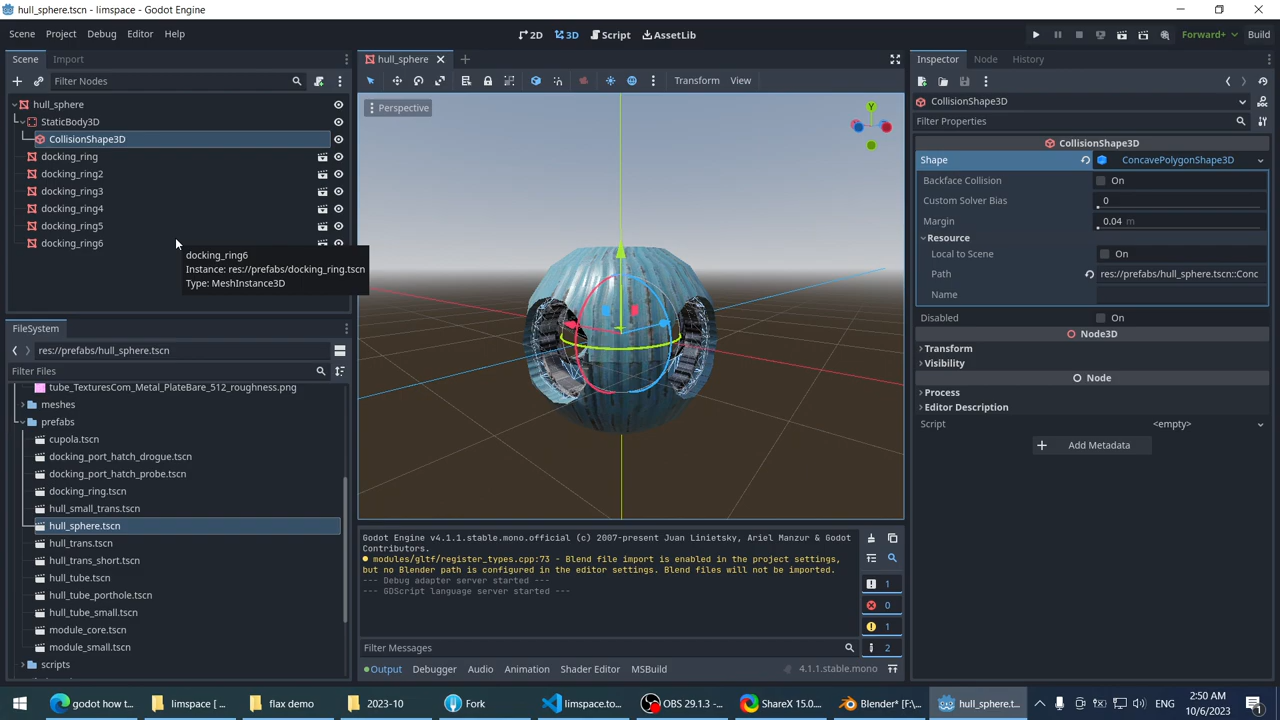 hull_sphere.tscn - limspace - Godot Engine
Scene Project Debug Editor Help
2D 3D Script AssetLib
Forward+ Build
Scene Import
Filter Nodes
hull_sphere
StaticBody3D
CollisionShape3D
docking_ring
docking_ring2
docking_ring3
docking_ring4
docking_ring5
docking_ring6
docking_ring6
Instance: res://prefabs/docking_ring.tscn
Type: MeshInstance3D
FileSystem
res://prefabs/hull_sphere.tscn
Filter Files
tube_TexturesCom_Metal_PlateBare_512_roughness.png
meshes
prefabs
cupola.tscn
docking_port_hatch_drogue.tscn
docking_port_hatch_probe.tscn
docking_ring.tscn
hull_small_trans.tscn
hull_sphere.tscn
hull_trans.tscn
hull_trans_short.tscn
hull_tube.tscn
hull_tube_porthole.tscn
hull_tube_small.tscn
module_core.tscn
module_small.tscn
scripts
hull_sphere
Transform View
Perspective
Y
Godot Engine v4.1.1.stable.mono.official (c) 2007-present Juan Linietsky, Ariel Manzur & Godot
Contributors.
modules/gltf/register_types.cpp:73 - Blend file import is enabled in the project settings,
but no Blender path is configured in the editor settings. Blend files will not be imported.
--- Debug adapter server started ---
--- GDScript language server started ---
1
0
1
2
Filter Messages
Output Debugger Audio Animation Shader Editor MSBuild
4.1.1.stable.mono
Inspector Node History
CollisionShape3D
Filter Properties
CollisionShape3D
Shape ConcavePolygonShape3D
Backface Collision On
Custom Solver Bias 0
Margin 0.04 m
Resource
Local to Scene On
Path res://prefabs/hull_sphere.tscn::Conc
Name
Disabled On
Node3D
Transform
Visibility
Node
Process
Editor Description
Script <empty>
Add Metadata
godot how t...
limspace [ ...
flax demo
2023-10
Fork
limspace.to...
OBS 29.1.3 -...
ShareX 15.0...
Blender* [F:\...
hull_sphere.t...
ENG
2:50 AM
10/6/2023
1